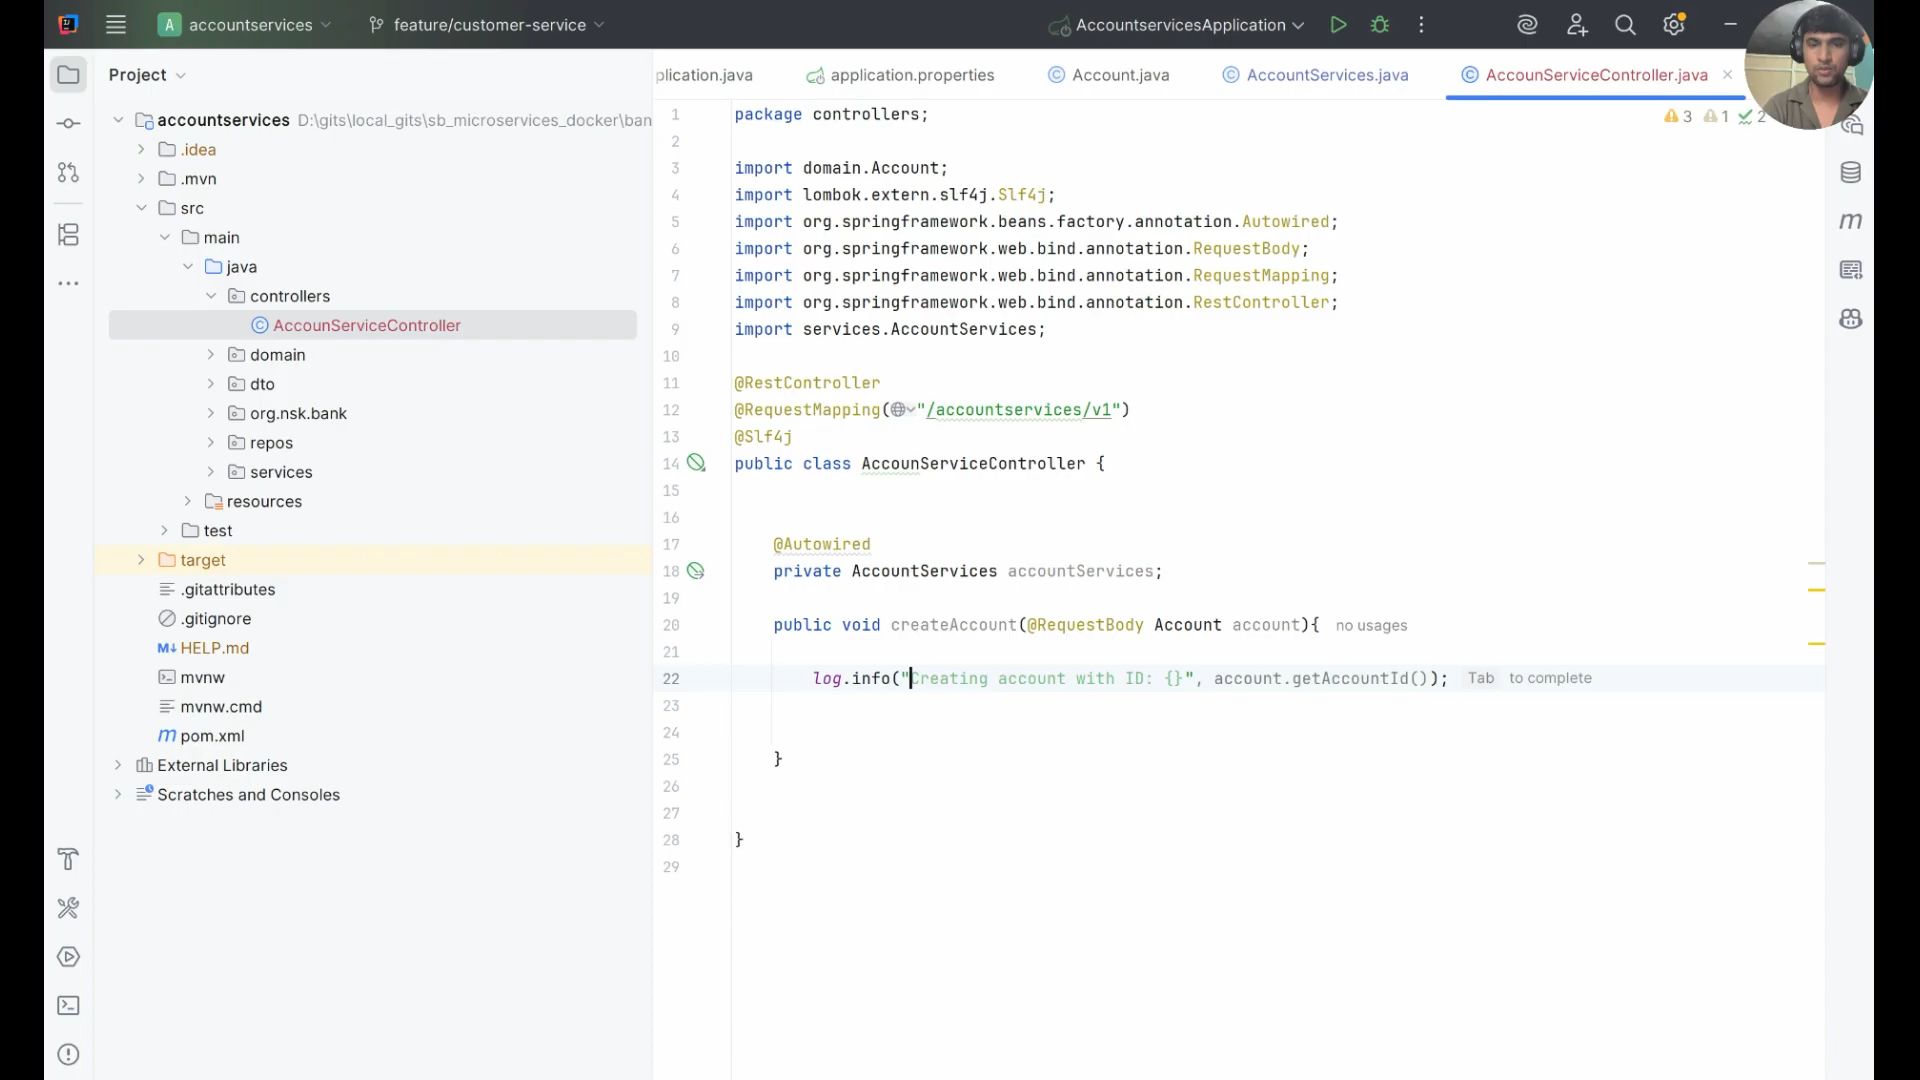 A accountservices
feature/customer-service
AccountservicesApplication
Project
plication.java
application.properties
Account.java
AccountServices.java
AccounServiceController.java
accountservices D:\gits\local_gits\sb_microservices_docker\ban
.idea
.mvn
src
main
java
controllers
AccounServiceController
domain
dto
org.nsk.bank
repos
services
resources
test
target
.gitattributes
.gitignore
M↓ HELP.md
mvnw
mvnw.cmd
m pom.xml
External Libraries
Scratches and Consoles
3 1 2
1 package controllers;
2
3 import domain.Account;
4 import lombok.extern.slf4j.Slf4j;
5 import org.springframework.beans.factory.annotation.Autowired;
6 import org.springframework.web.bind.annotation.RequestBody;
7 import org.springframework.web.bind.annotation.RequestMapping;
8 import org.springframework.web.bind.annotation.RestController;
9 import services.AccountServices;
10
11 @RestController
12 @RequestMapping("/accountservices/v1")
13 @Slf4j
14 public class AccounServiceController {
15
16
17 @Autowired
18 private AccountServices accountServices;
19
20 public void createAccount(@RequestBody Account account){ no usages
21
22 log.info("Creating account with ID: {}", account.getAccountId()); Tab to complete
23
24
25 }
26
27
28 }
29
m